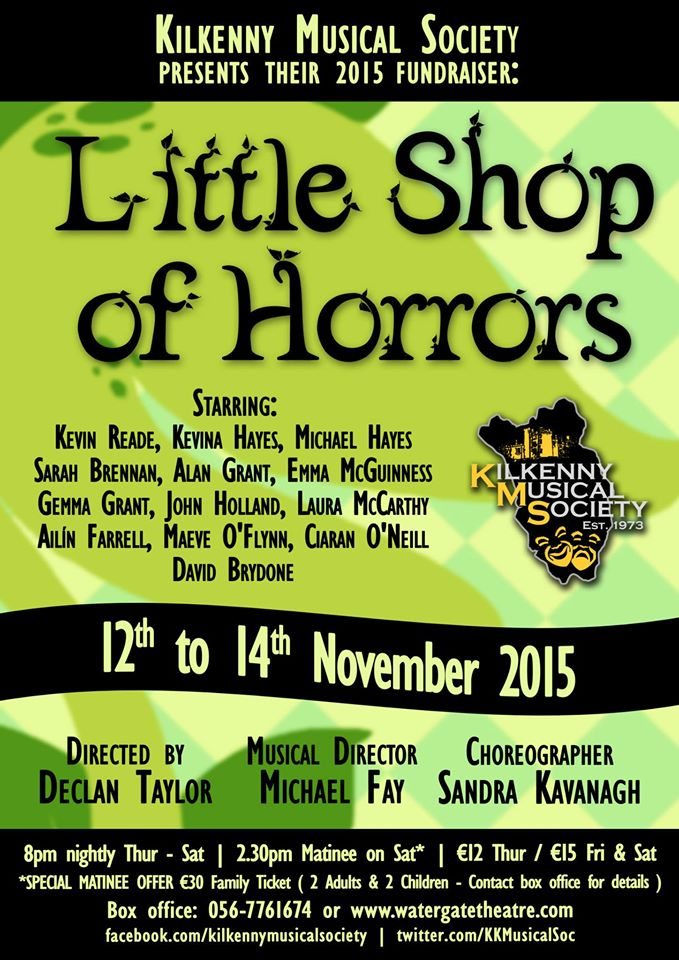 Kilkenny Musical Society
presents their 2015 fundraiser:
Little Shop
of Horrors
Starring:
Kevin Reade, Kevina Hayes, Michael Hayes
Sarah Brennan, Alan Grant, Emma McGuinness
Gemma Grant, John Holland, Laura McCarthy
Ailín Farrell, Maeve O'Flynn, Ciaran O'Neill
David Brydone
Kilkenny
Musical
Society
Est. 1973
12th to 14th November 2015
Directed by
Declan Taylor
Musical Director
Michael Fay
Choreographer
Sandra Kavanagh
8pm nightly Thur - Sat | 2.30pm Matinee on Sat* | €12 Thur / €15 Fri & Sat
*SPECIAL MATINEE OFFER €30 Family Ticket ( 2 Adults & 2 Children - Contact box office for details )
Box office: 056-7761674 or www.watergatetheatre.com
facebook.com/kilkennymusicalsociety | twitter.com/KKMusicalSoc